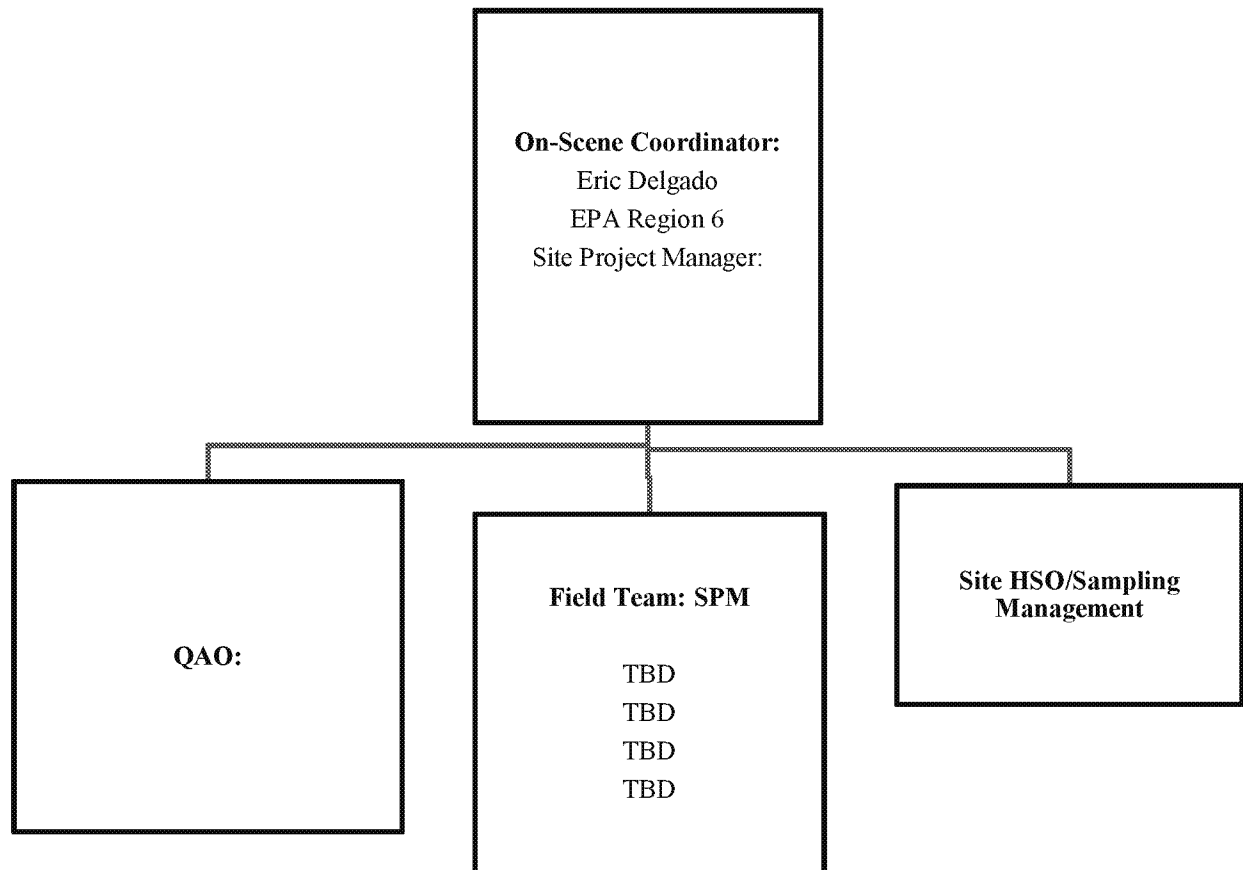 On-Scene Coordinator:
Eric Delgado
EPA Region 6
Site Project Manager:
QAO:
Field Team: SPM
TBD
TBD
TBD
TBD
Site HSO/Sampling
Management